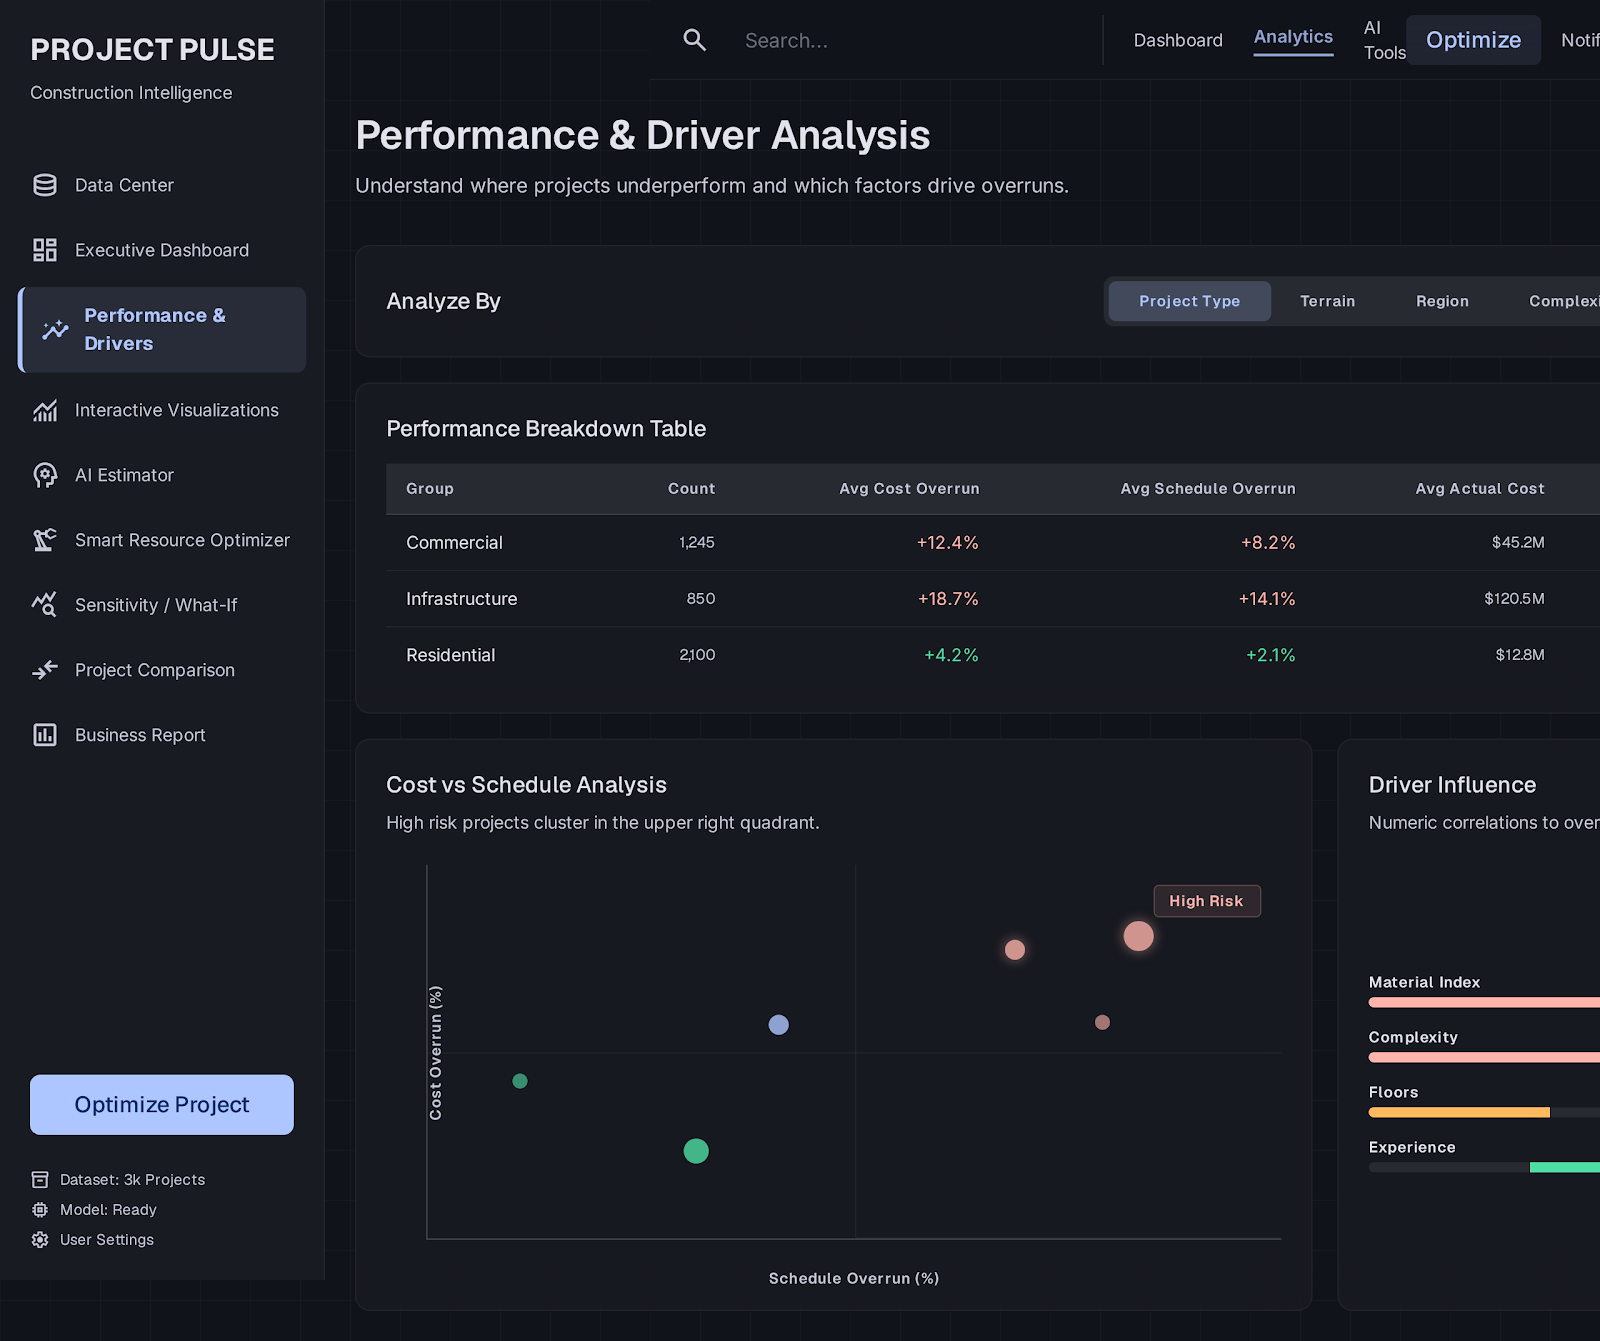 PROJECT PULSE
Construction Intelligence
Data Center
Executive Dashboard
Performance &
Drivers
Interactive Visualizations
AI Estimator
Smart Resource Optimizer
Sensitivity / What-If
Project Comparison
Business Report
Optimize Project
Dataset: 3k Projects
Model: Ready
User Settings
Search...
Dashboard
Analytics
AI
Tools
Optimize
Notif
Performance & Driver Analysis
Understand where projects underperform and which factors drive overruns.
Analyze By
Project Type Terrain Region Complexi
Performance Breakdown Table
Group Count Avg Cost Overrun Avg Schedule Overrun Avg Actual Cost
Commercial 1,245 +12.4% +8.2% $45.2M
Infrastructure 850 +18.7% +14.1% $120.5M
Residential 2,100 +4.2% +2.1% $12.8M
Cost vs Schedule Analysis
High risk projects cluster in the upper right quadrant.
High Risk
Cost Overrun (%)
Schedule Overrun (%)
Driver Influence
Numeric correlations to over
Material Index
Complexity
Floors
Experience